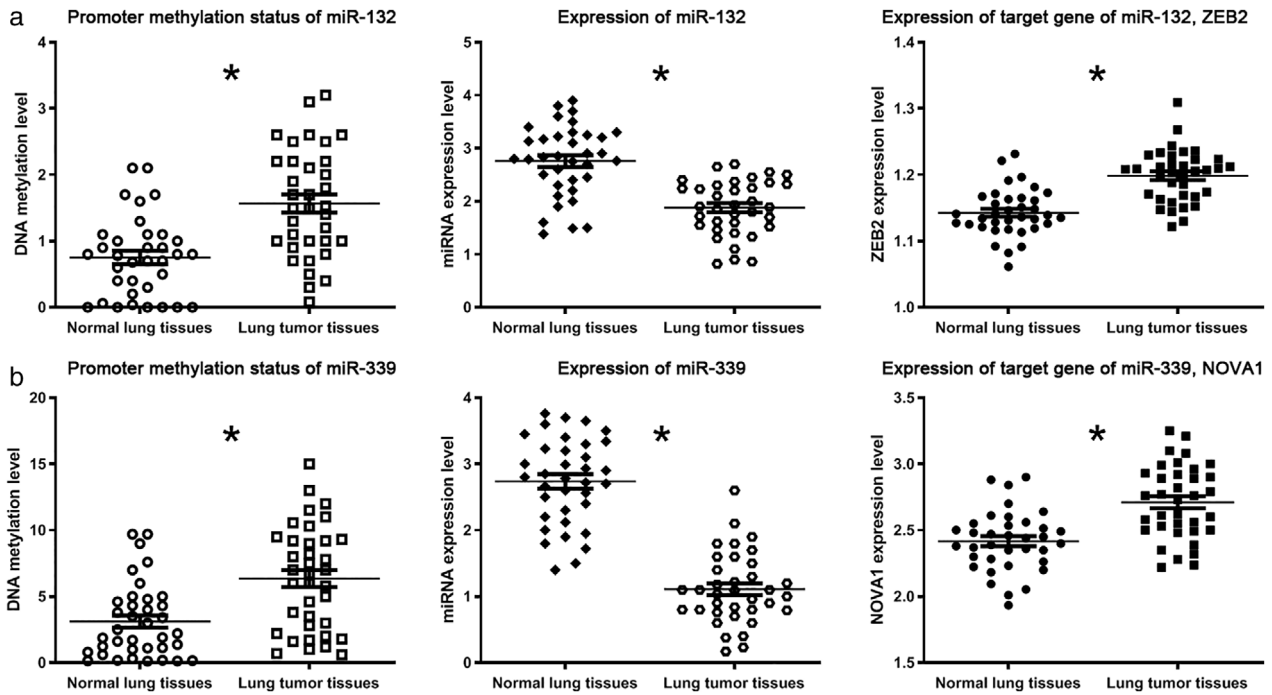 a
Promoter methylation status of miR-132
DNA metylation level
4
3
2
1
0
*
Normal lung tissues Lung tumor tissues
Expression of miR-132
miRNA expression level
5
4
3
2
1
0
*
Normal lung tissues Lung tumor tissues
Expression of target gene of miR-132, ZEB2
ZEB2 expression level
1.4
1.3
1.2
1.1
1.0
*
Normal lung tissues Lung tumor tissues
b
Promoter methylation status of miR-339
DNA metylation level
20
15
10
5
0
*
Normal lung tissues Lung tumor tissues
Expression of miR-339
miRNA expression level
4
3
2
1
0
*
Normal lung tissues Lung tumor tissues
Expression of target gene of miR-339, NOVA1
NOVA1 expression level
3.5
3.0
2.5
2.0
1.5
*
Normal lung tissues Lung tumor tissues